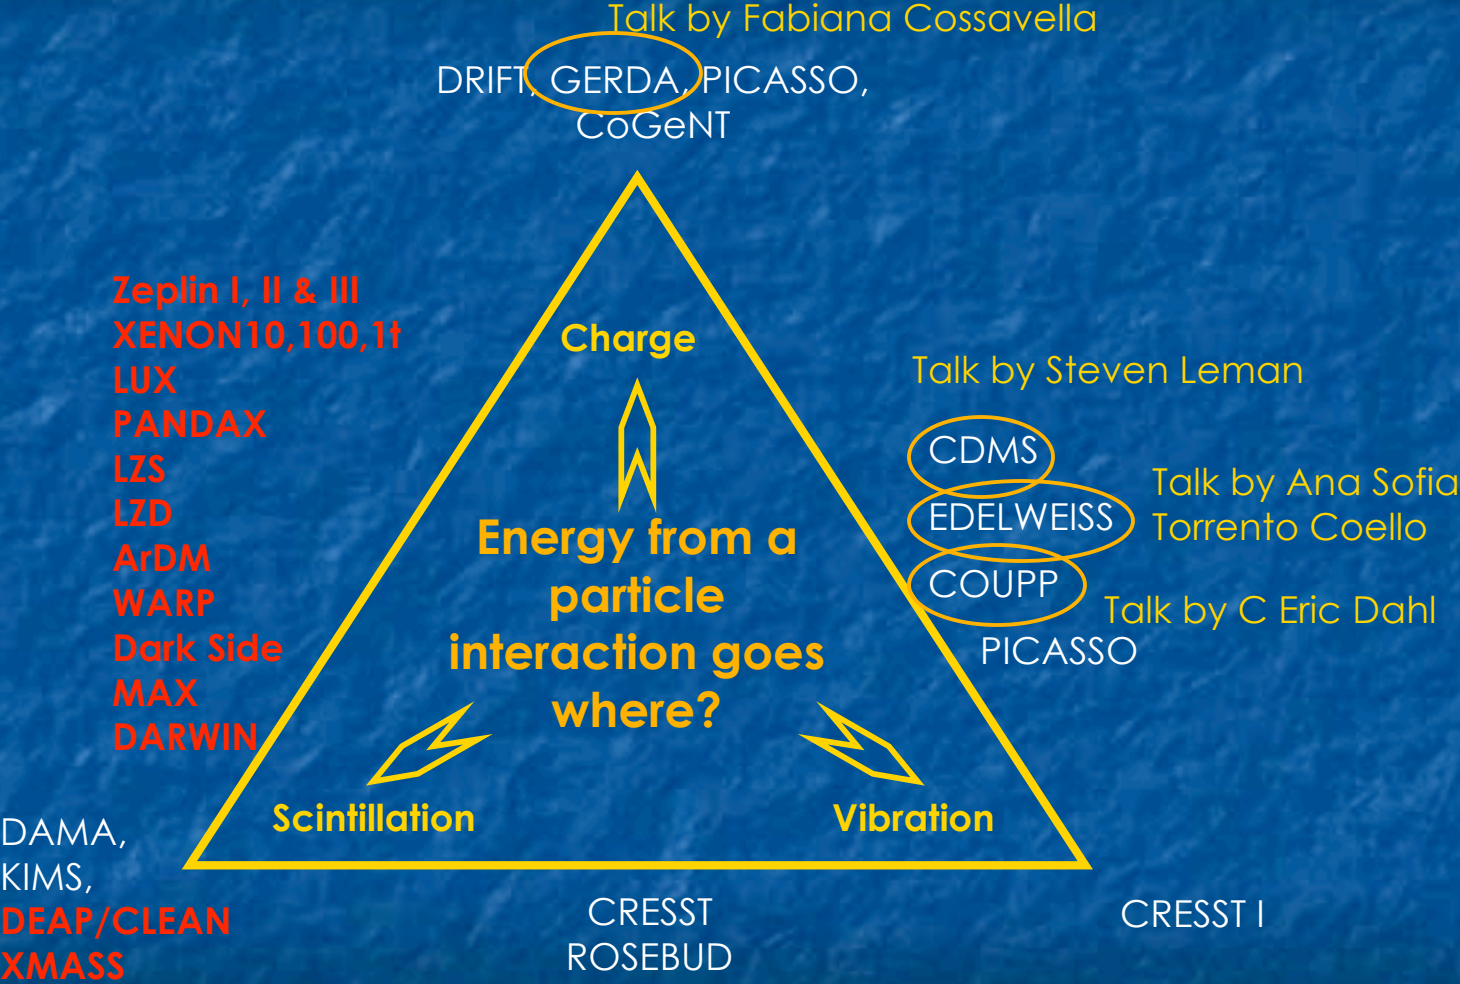 Talk by Fabiana Cossavella
DRIFT, GERDA, PICASSO,
CoGeNT
Zeplin I, II & III
XENON10,100,1t
LUX
PANDAX
LZS
LZD
ArDM
WARP
Dark Side
MAX
DARWIN
Charge
Energy from a
particle
interaction goes
where?
Scintillation
Vibration
Talk by Steven Leman
CDMS
EDELWEISS
Talk by Ana Sofia
Torrento Coello
COUPP
Talk by C Eric Dahl
PICASSO
DAMA,
KIMS,
DEAP/CLEAN
XMASS
CRESST
ROSEBUD
CRESST I